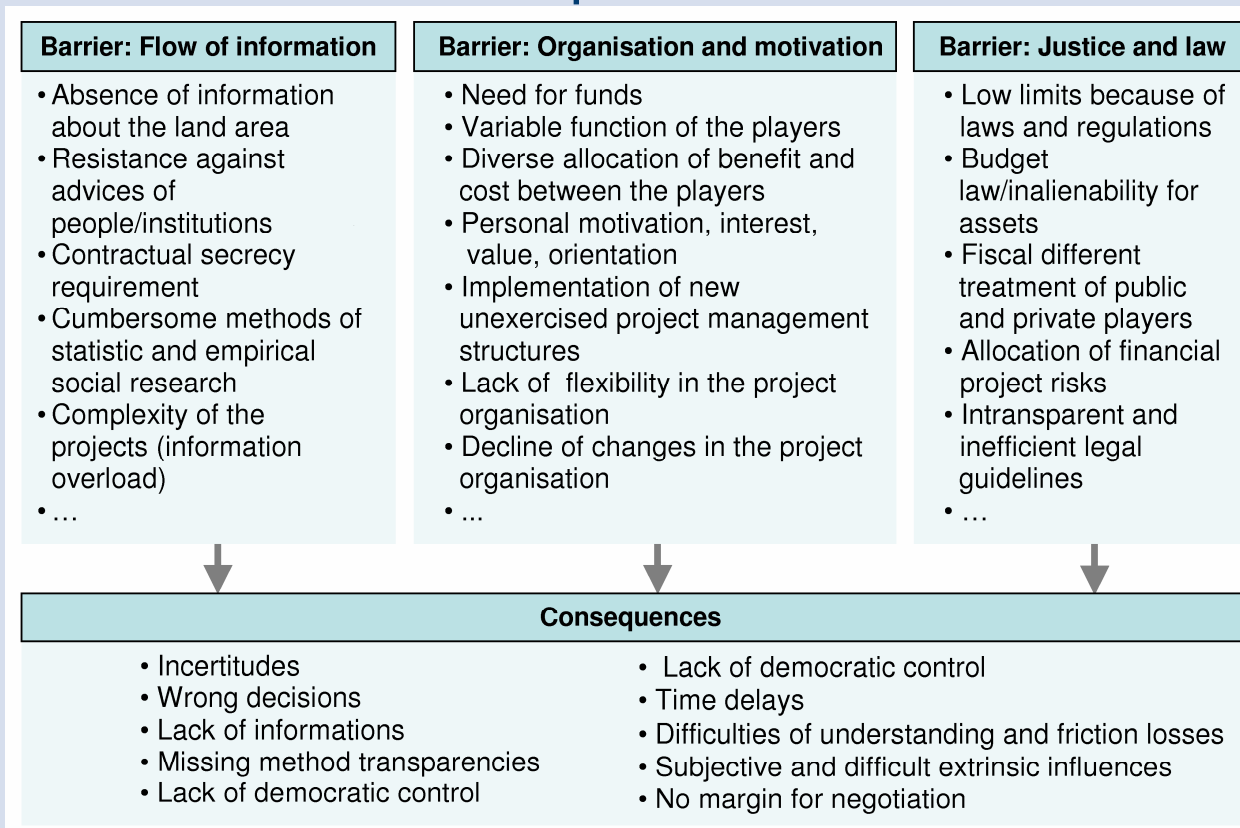 Barrier: Flow of information
• Absence of information
about the land area
• Resistance against
advices of
people/institutions
• Contractual secrecy
requirement
• Cumbersome methods of
statistic and empirical
social research
• Complexity of the
projects (information
overload)
• …
Barrier: Organisation and motivation
• Need for funds
• Variable function of the players
• Diverse allocation of benefit and
cost between the players
• Personal motivation, interest,
value, orientation
• Implementation of new
unexercised project management
structures
• Lack of  flexibility in the project
organisation
• Decline of changes in the project
organisation
• ...
Barrier: Justice and law
• Low limits because of
laws and regulations
• Budget
law/inalienability for
assets
• Fiscal different
treatment of public
and private players
• Allocation of financial
project risks
• Intransparent and
inefficient legal
guidelines
• …
Consequences
• Incertitudes
• Wrong decisions
• Lack of informations
• Missing method transparencies
• Lack of democratic control
• Lack of democratic control
• Time delays
• Difficulties of understanding and friction losses
• Subjective and difficult extrinsic influences
• No margin for negotiation